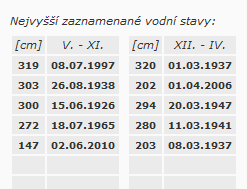 Nejvyšší zaznamenané vodní stavy:
[cm] V. - XI. [cm] XII. - IV.
319 08.07.1997 320 01.03.1937
303 26.08.1938 202 01.04.2006
300 15.06.1926 294 20.03.1947
272 18.07.1965 280 11.03.1941
147 02.06.2010 203 08.03.1937